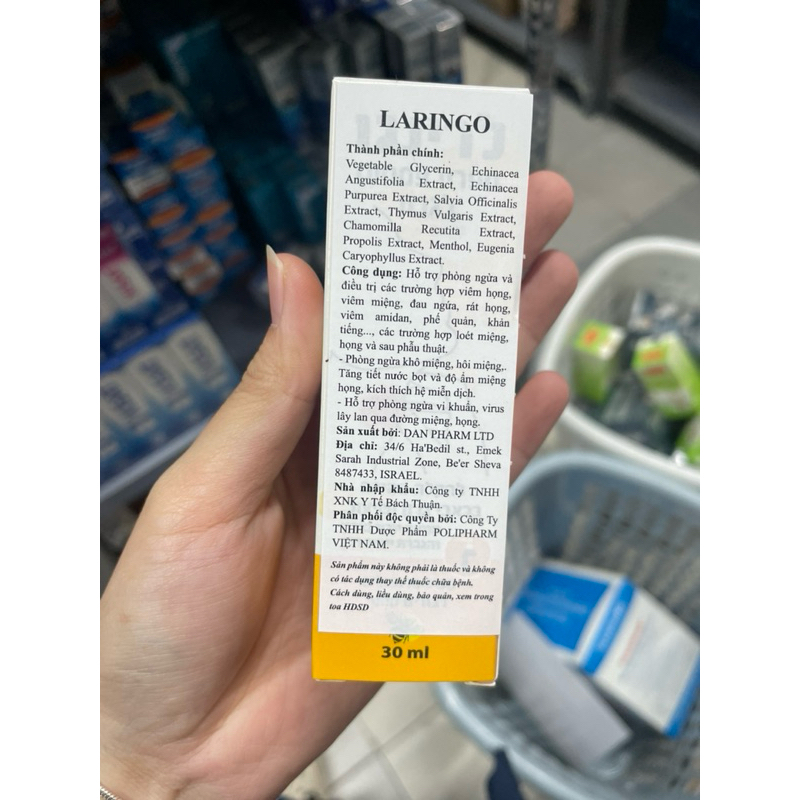 LARINGO
Thành phần chính:
Vegetable Glycerin, Echinacea
Angustifolia Extract, Echinacea
Purpurea Extract, Salvia Officinalis
Extract, Thymus Vulgaris Extract,
Chamomilla Recutita Extract,
Propolis Extract, Menthol, Eugenia
Caryophyllus Extract.
Công dụng: Hỗ trợ phòng ngừa và
điều trị các trường hợp viêm họng,
viêm miệng, đau ngứa, rát họng,
viêm amidan, phế quản, khản
tiếng..., các trường hợp loét miệng,
họng và sau phẫu thuật.
- Phòng ngừa khô miệng, hôi miệng,.
Tăng tiết nước bọt và độ ẩm miệng
họng, kích thích hệ miễn dịch.
- Hỗ trợ phòng ngừa vi khuẩn, virus
lây lan qua đường miệng, họng.
Sản xuất bởi: DAN PHARM LTD
Địa chỉ: 34/6 Ha'Bedil st., Emek
Sarah Industrial Zone, Be'er Sheva
8487433, ISRAEL.
Nhà nhập khẩu: Công ty TNHH
XNK Y Tế Bách Thuận.
Phân phối độc quyền bởi: Công Ty
TNHH Dược Phẩm POLIPHARM
VIỆT NAM.
Sản phẩm này không phải là thuốc và không
có tác dụng thay thế thuốc chữa bệnh.
Cách dùng, liều dùng, bảo quản, xem trong
toa HDSD
30 ml